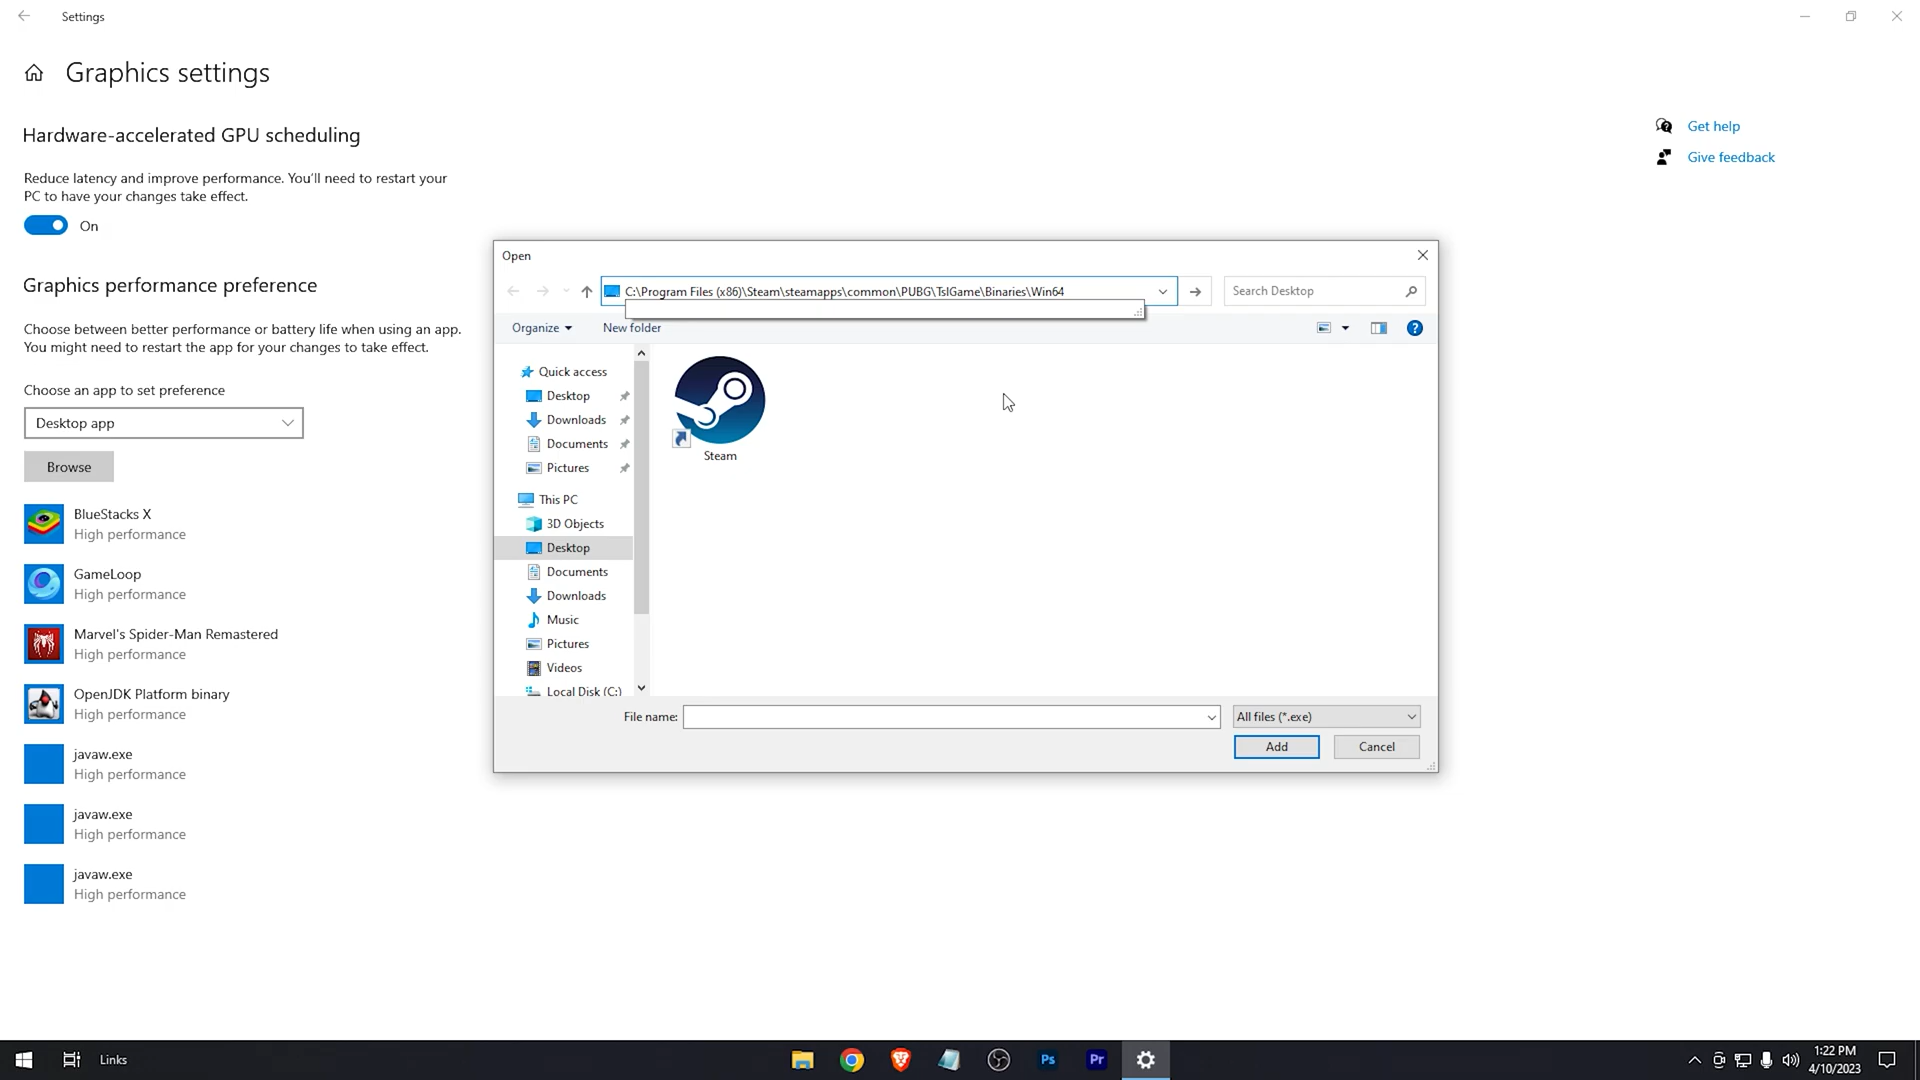 Settings
Graphics settings
Hardware-accelerated GPU scheduling
Reduce latency and improve performance. You'll need to restart your
PC to have your changes take effect.
On
Graphics performance preference
Choose between better performance or battery life when using an app.
You might need to restart the app for your changes to take effect.
Choose an app to set preference
Desktop app
Browse
BlueStacks X
High performance
GameLoop
High performance
Marvel's Spider-Man Remastered
High performance
OpenJDK Platform binary
High performance
javaw.exe
High performance
javaw.exe
High performance
javaw.exe
High performance
Get help
Give feedback
Open
C:\Program Files (x86)\Steam\steamapps\common\PUBG\TslGame\Binaries\Win64
Search Desktop
Organize
New folder
Quick access
Desktop
Downloads
Documents
Pictures
This PC
3D Objects
Desktop
Documents
Downloads
Music
Pictures
Videos
Local Disk (C:)
Steam
File name:
All files (*.exe)
Add
Cancel
Links
Ps
Pr
1:22 PM
4/10/2023